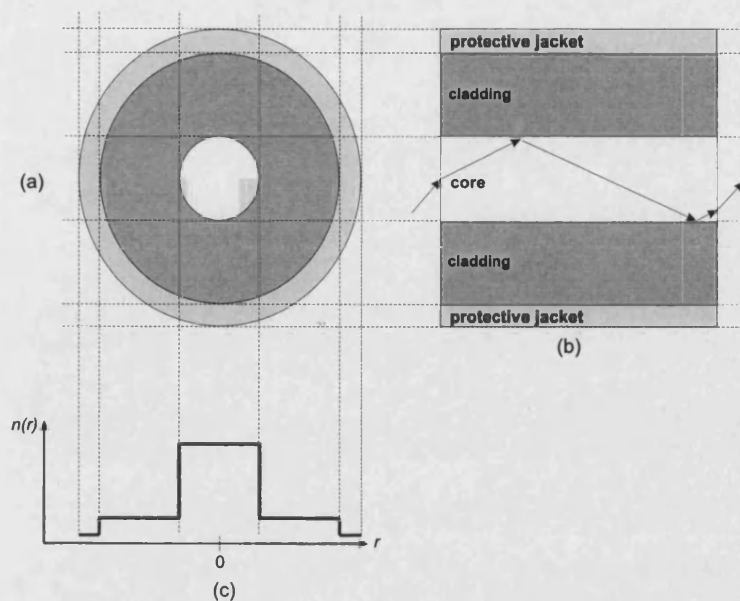 protective jacket
cladding
(a)
core
cladding
protective jacket
(b)
n(r)
r
0
(c)